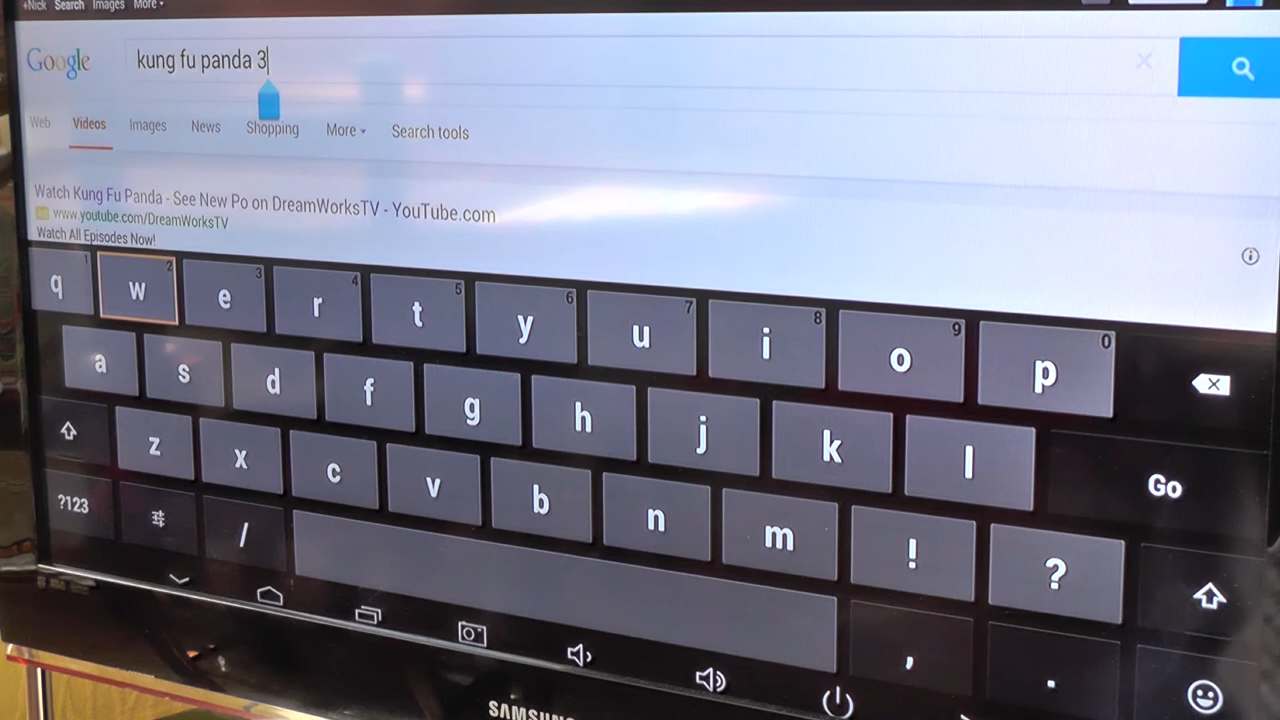 +Nick Search Images More
Google kung fu panda 3
Web Videos Images News Shopping More Search tools
Watch Kung Fu Panda - See New Po on DreamWorksTV - YouTube.com
Ad www.youtube.com/DreamWorksTV
Watch All Episodes Now!
q 1 w 2 e 3 r 4 t 5 y 6 u 7 i 8 o 9 p 0
a s d f g h j k l Go
z x c v b n m ! ?
?123 / , .
SAMSUNG